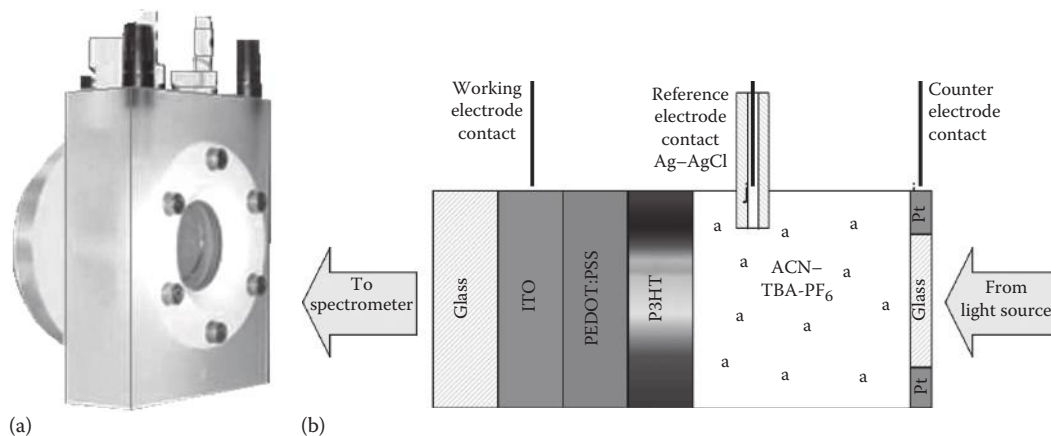 Working
electrode
contact
Reference
electrode
contact
Ag–AgCl
Counter
electrode
contact
To
spectrometer
Glass
ITO
PEDOT:PSS
P3HT
a
a
a
a
ACN–
TBA-PF6
a
a
a
a
a
a
a
a
a
Pt
Glass
Pt
From
light source
(a)
(b)